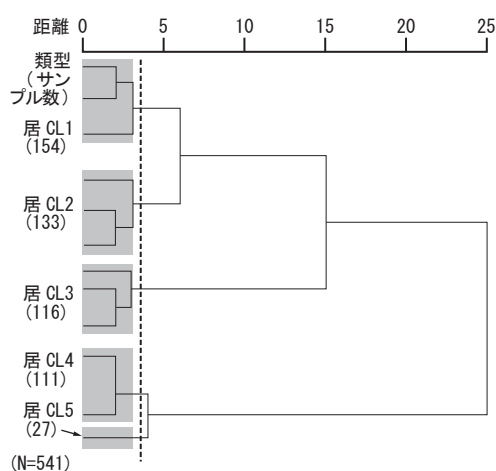 距離 0 5 10 15 20 25
類型
(サン
プル数)
居 CL1
(154)
居 CL2
(133)
居 CL3
(116)
居 CL4
(111)
居 CL5
(27)
(N=541)